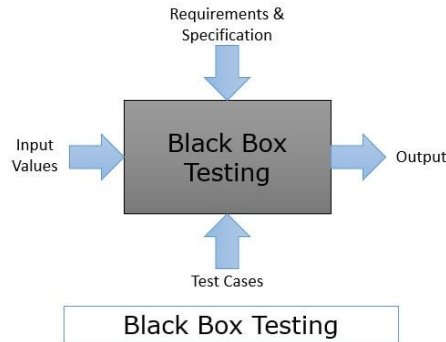 Requirements &
Specification
Input
Values
Black Box
Testing
Output
Test Cases
Black Box Testing